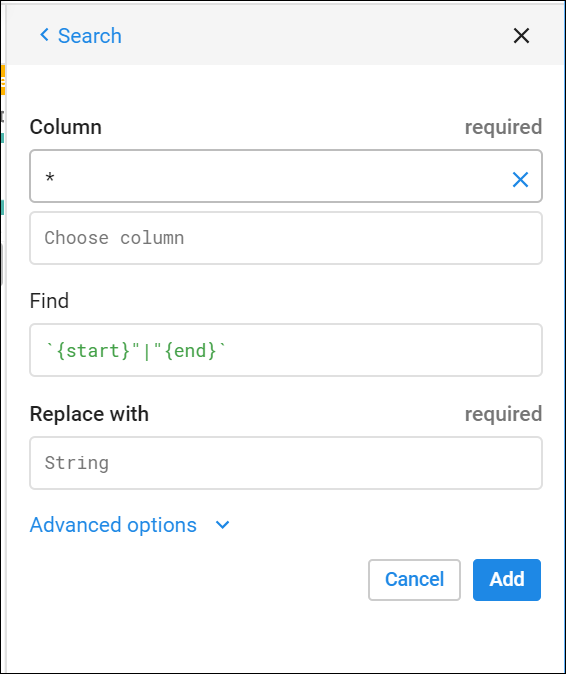 Search
Column required
*
Choose column
Find
`{start}"|"{end}`
Replace with required
String
Advanced options
Cancel Add